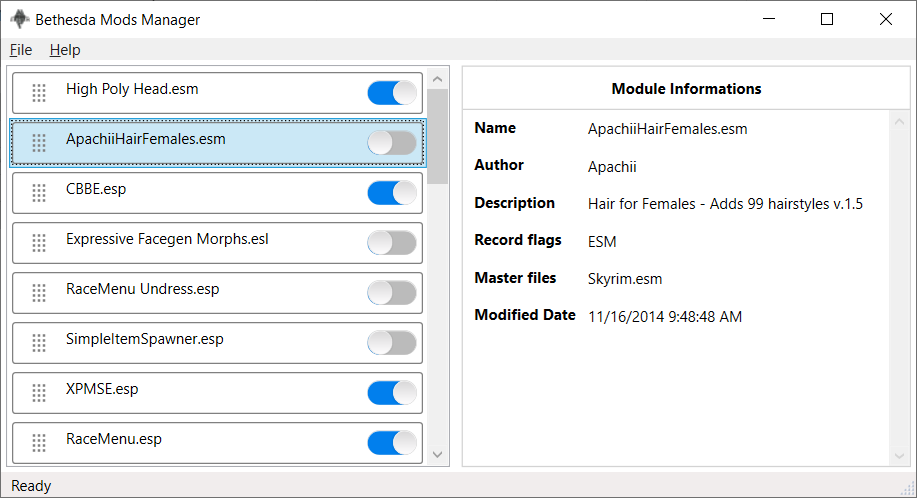 Bethesda Mods Manager
File Help
High Poly Head.esm
ApachiiHairFemales.esm
CBBE.esp
Expressive Facegen Morphs.esl
RaceMenu Undress.esp
SimpleItemSpawner.esp
XPMSE.esp
RaceMenu.esp
Module Informations
Name ApachiiHairFemales.esm
Author Apachii
Description Hair for Females - Adds 99 hairstyles v.1.5
Record flags ESM
Master files Skyrim.esm
Modified Date 11/16/2014 9:48:48 AM
Ready